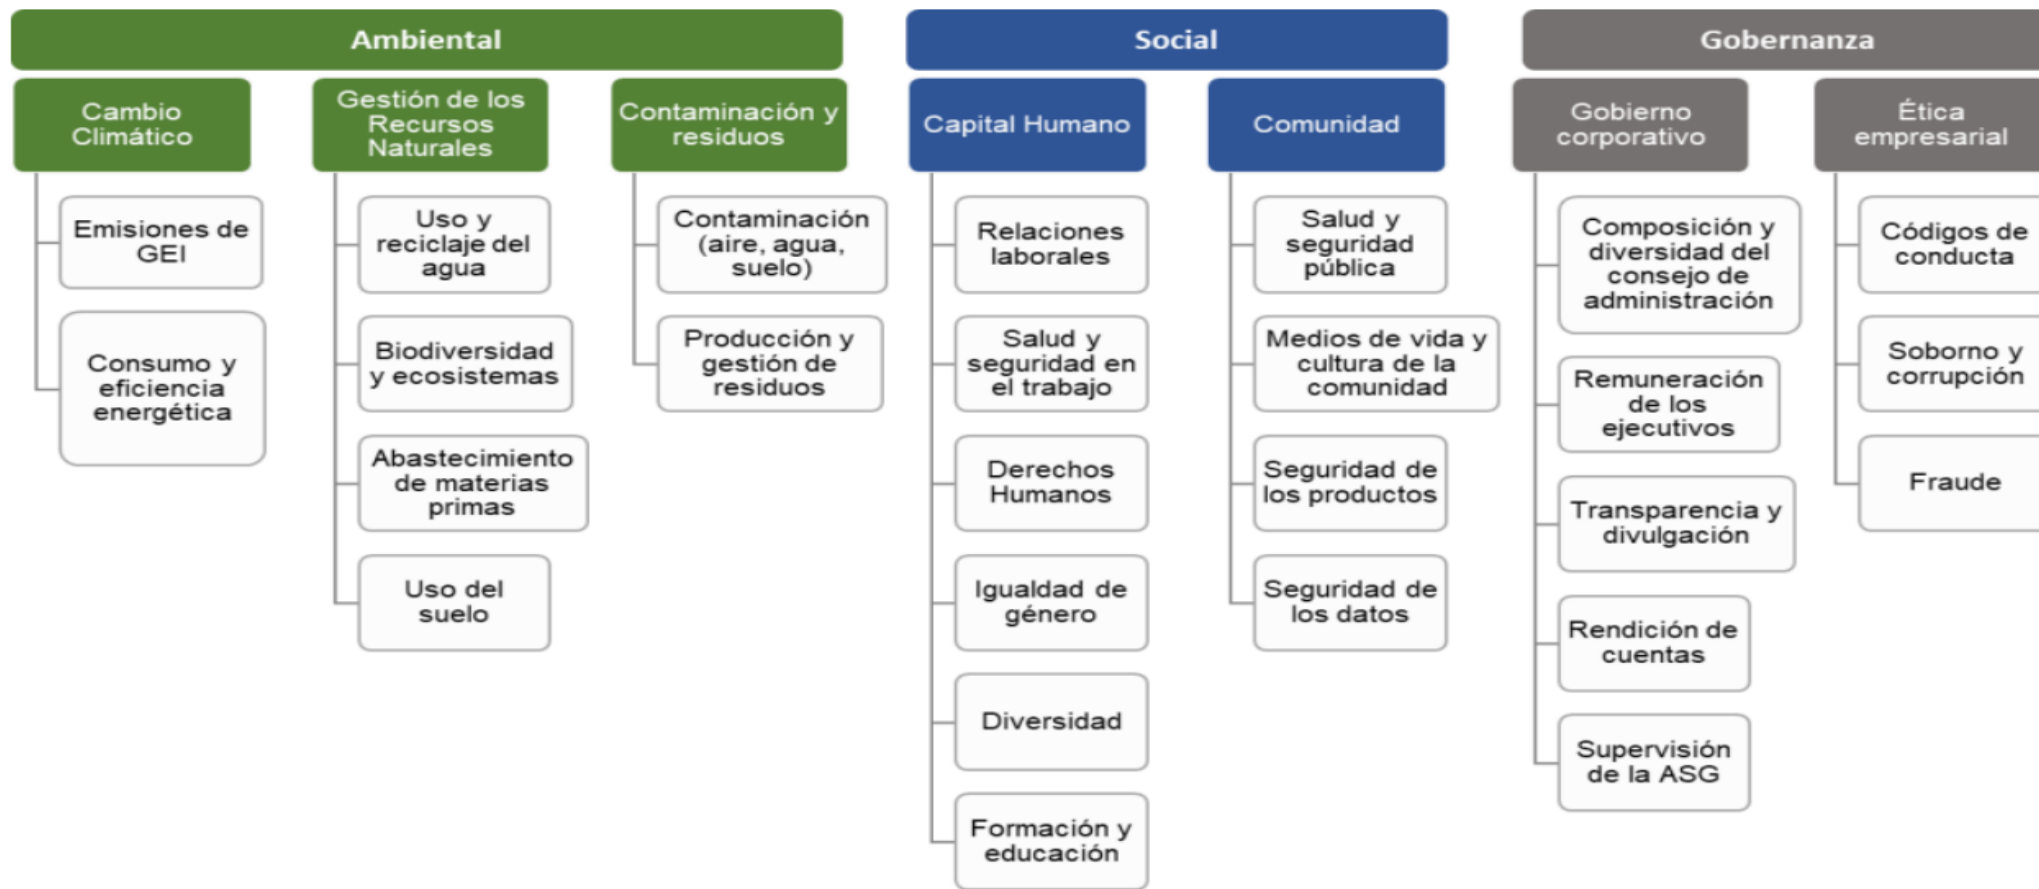 Ambiental
Cambio
Climático
Emisiones de
GEI
Consumo y
eficiencia
energética
Gestión de los
Recursos
Naturales
Uso y
reciclaje del
agua
Biodiversidad
y ecosistemas
Abastecimiento
de materias
primas
Uso del
suelo
Contaminación y
residuos
Contaminación
(aire, agua,
suelo)
Producción y
gestión de
residuos
Social
Capital Humano
Relaciones
laborales
Salud y
seguridad en
el trabajo
Derechos
Humanos
Igualdad de
género
Diversidad
Formación y
educación
Comunidad
Salud y
seguridad
pública
Medios de vida y
cultura de la
comunidad
Seguridad de
los productos
Seguridad de
los datos
Gobernanza
Gobierno
corporativo
Composición y
diversidad del
consejo de
administración
Remuneración
de los
ejecutivos
Transparencia y
divulgación
Rendición de
cuentas
Supervisión
de la ASG
Ética
empresarial
Códigos de
conducta
Soborno y
corrupción
Fraude